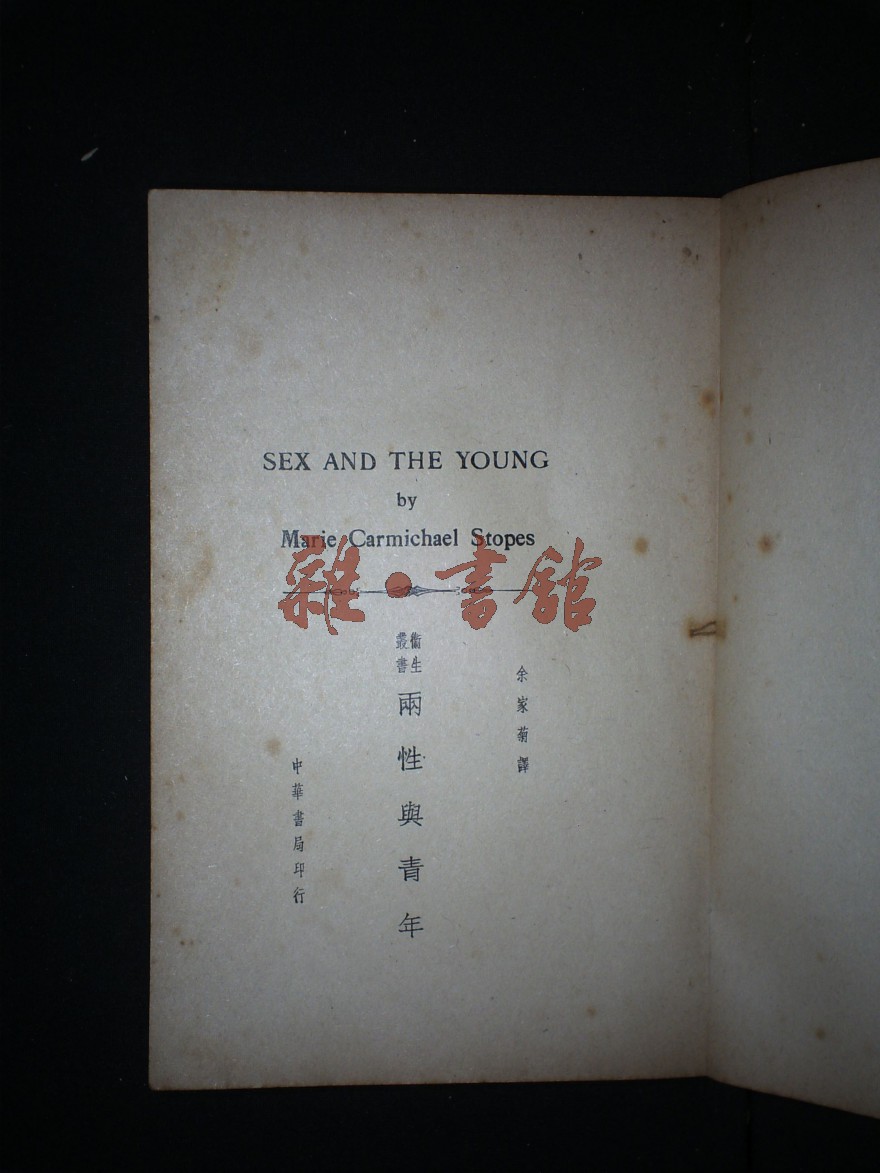 SEX AND THE YOUNG
by
Marie Carmichael Stopes
雜·書館
余家菊譯
衞生叢書
兩性與青年
中華書局印行